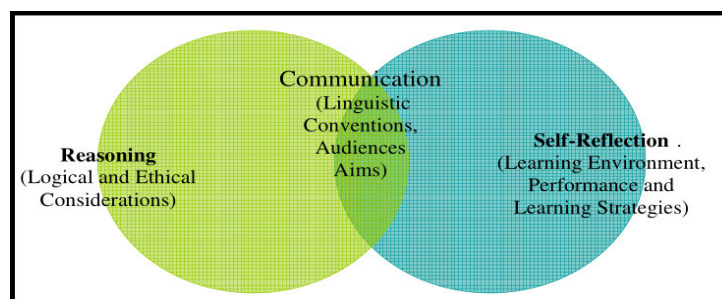 Communication
(Linguistic
Conventions,
Audiences
Aims)
Reasoning
(Logical and Ethical
Considerations)
Self-Reflection .
(Learning Environment,
Performance and
Learning Strategies)